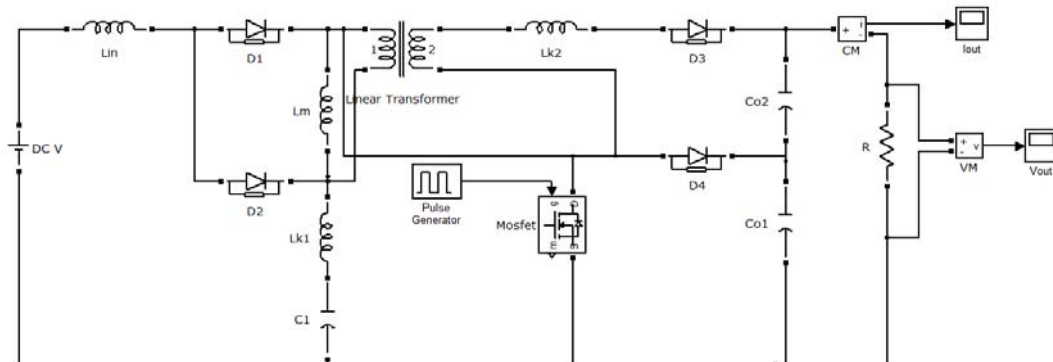 Lin
D1
1
2
Lk2
D3
CM
+
-
-
Iout
Linear Transformer
Lm
Co2
DC V
R
+
-
v
VM
Vout
D2
Pulse
Generator
D4
Mosfet
g
Lk1
Co1
C1